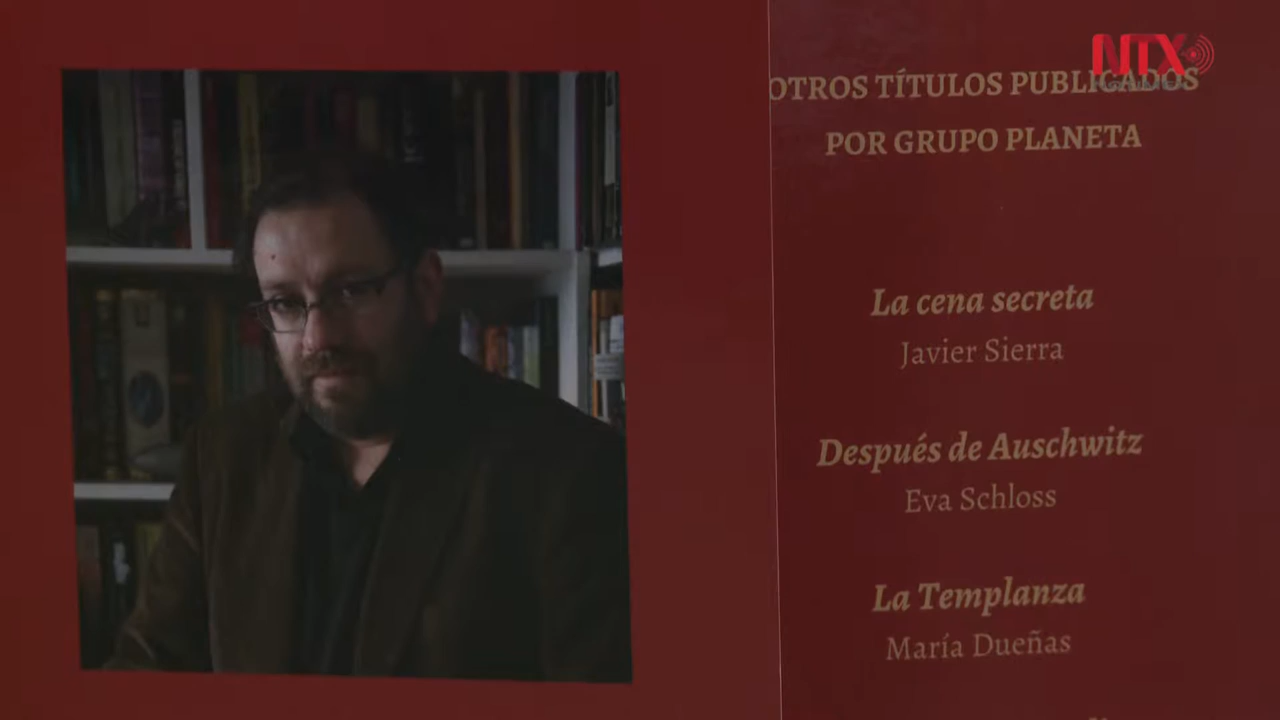 NTX
OTROS TÍTULOS PUBLICADOS
POR GRUPO PLANETA
La cena secreta
Javier Sierra
Después de Auschwitz
Eva Schloss
La Templanza
María Dueñas